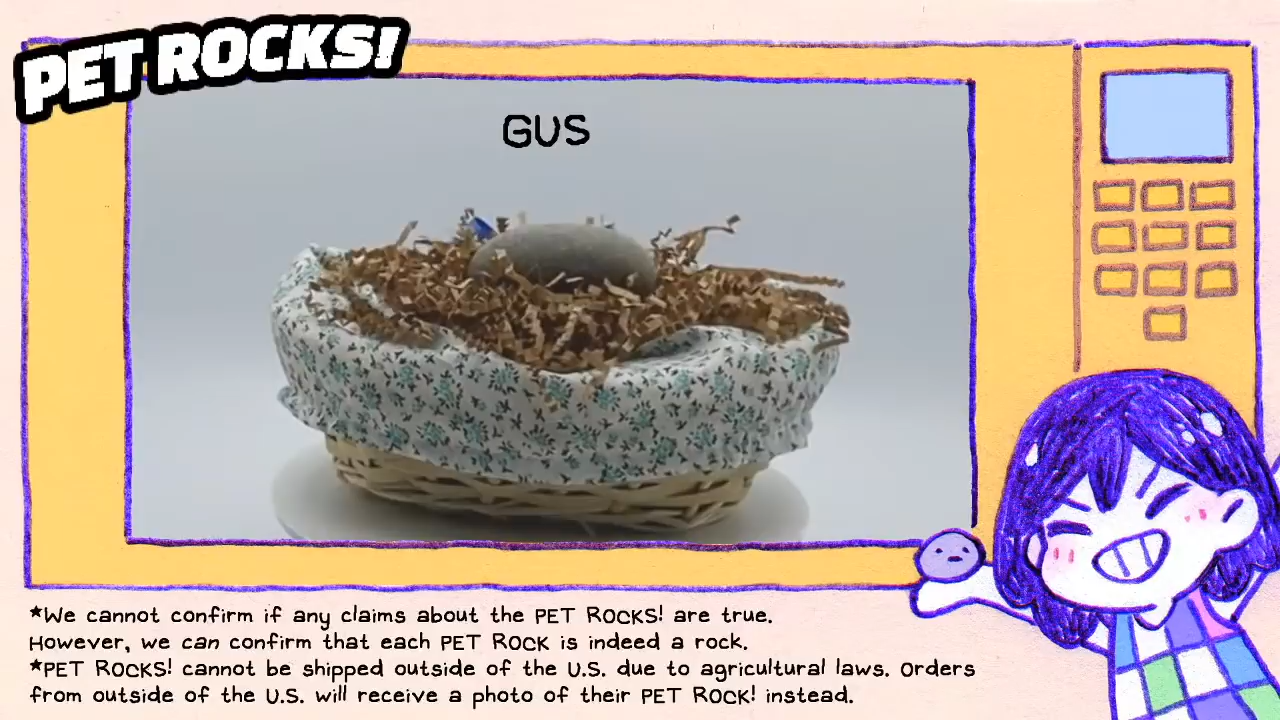 PET ROCKS!
GUS
*We cannot confirm if any claims about the PET ROCKS! are true.
However, we can confirm that each PET ROCK is indeed a rock.
*PET ROCKS! cannot be shipped outside of the U.S. due to agricultural laws. Orders
from outside of the U.S. will receive a photo of their PET ROCK! instead.